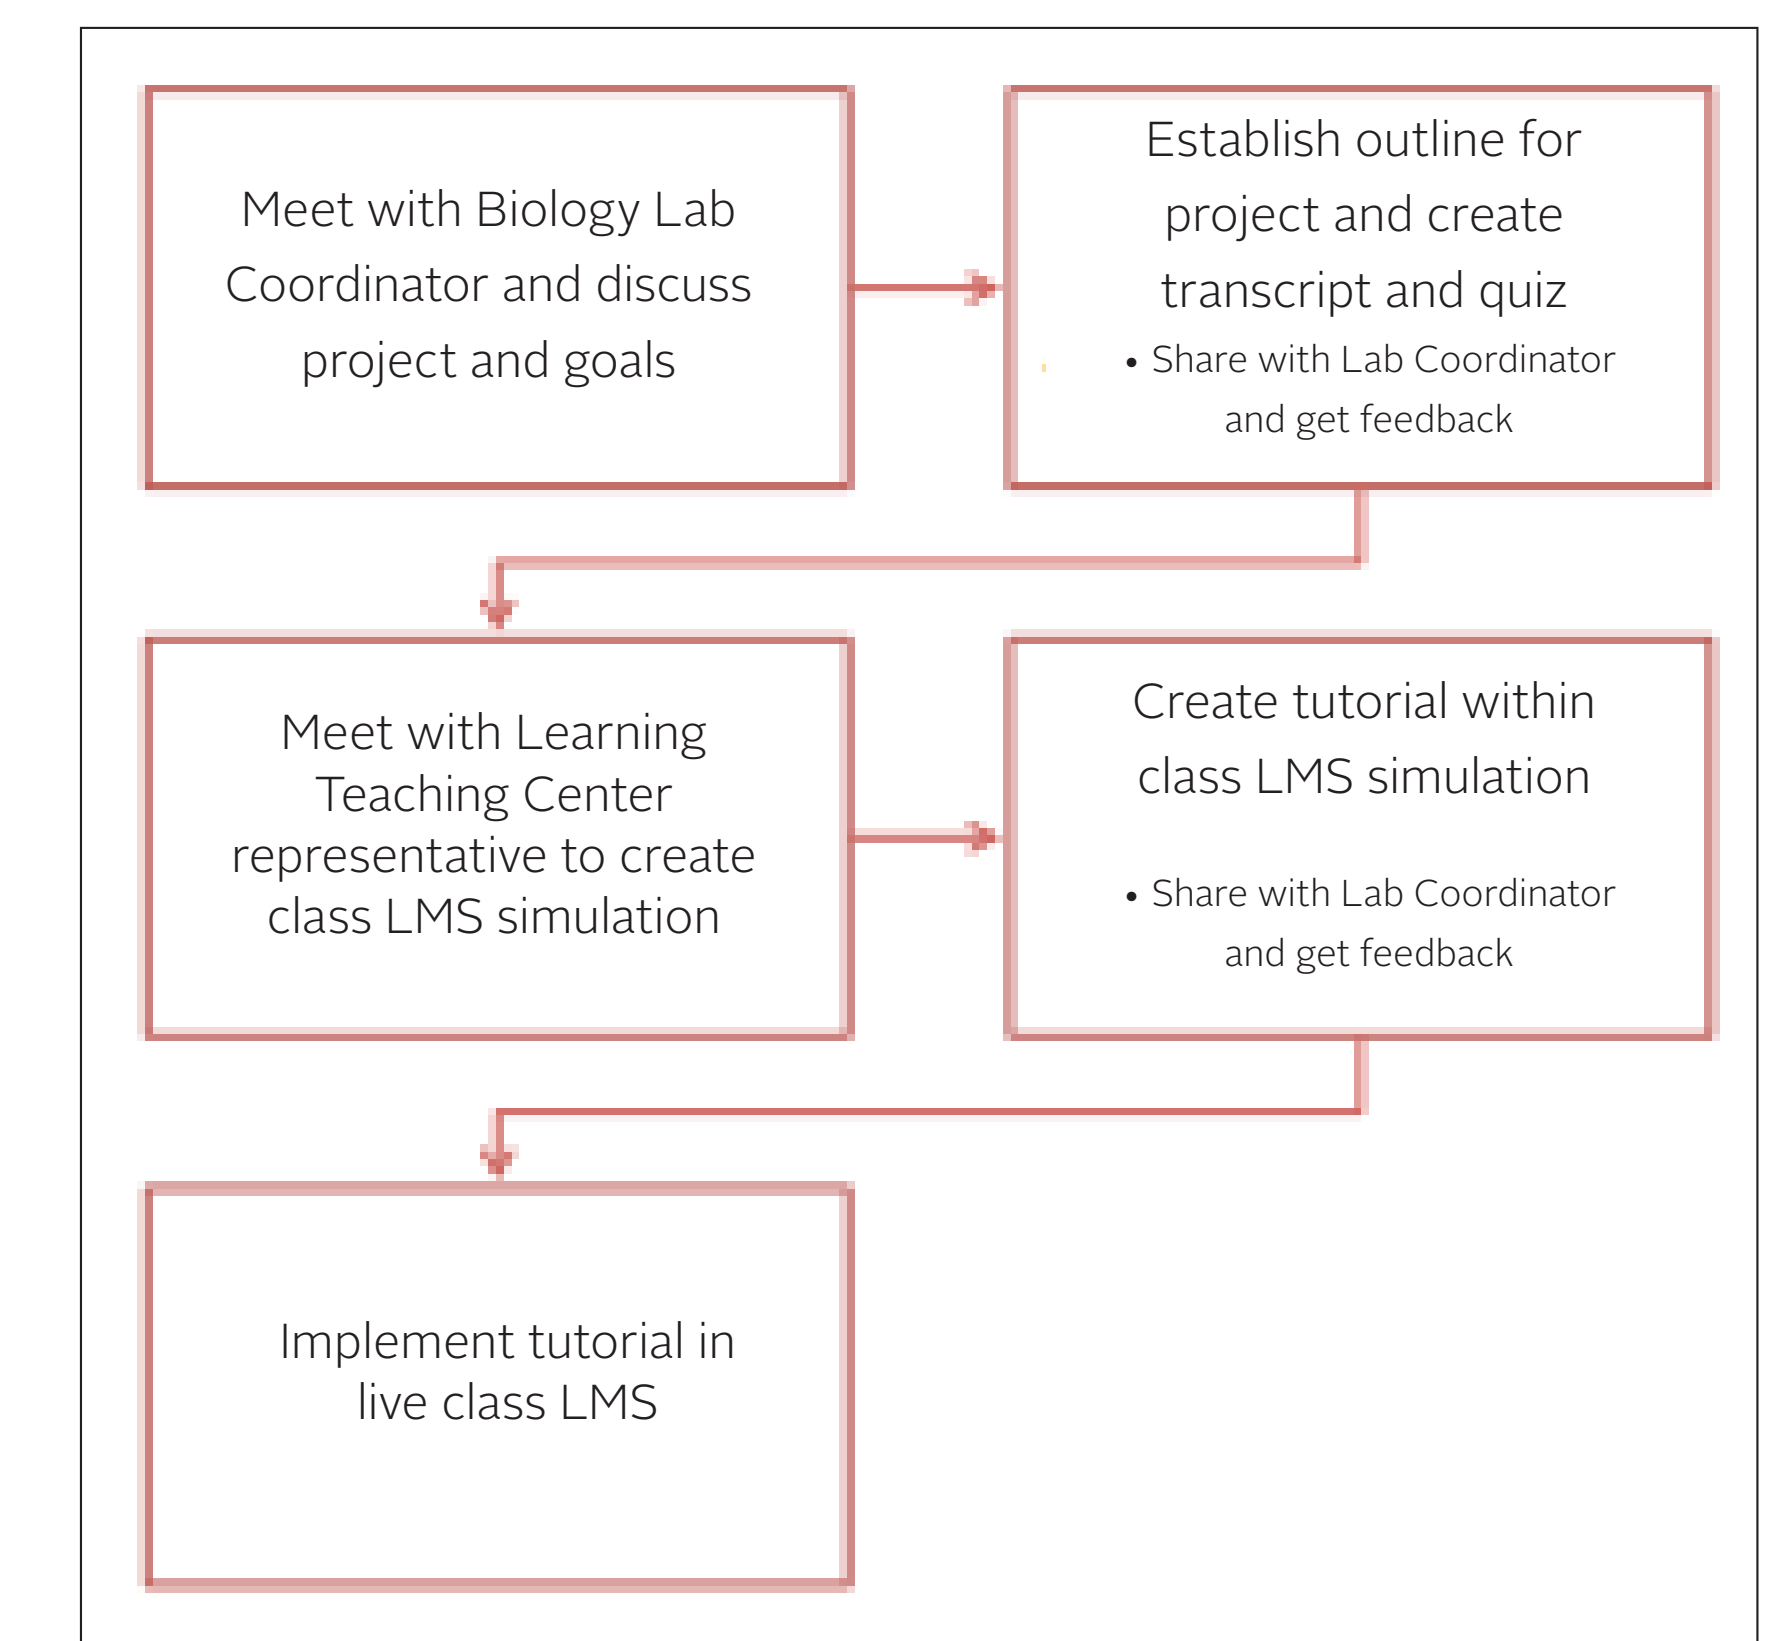 Meet with Biology Lab
Coordinator and discuss
project and goals
Establish outline for
project and create
transcript and quiz
• Share with Lab Coordinator
and get feedback
Meet with Learning
Teaching Center
representative to create
class LMS simulation
Create tutorial within
class LMS simulation
• Share with Lab Coordinator
and get feedback
Implement tutorial in
live class LMS